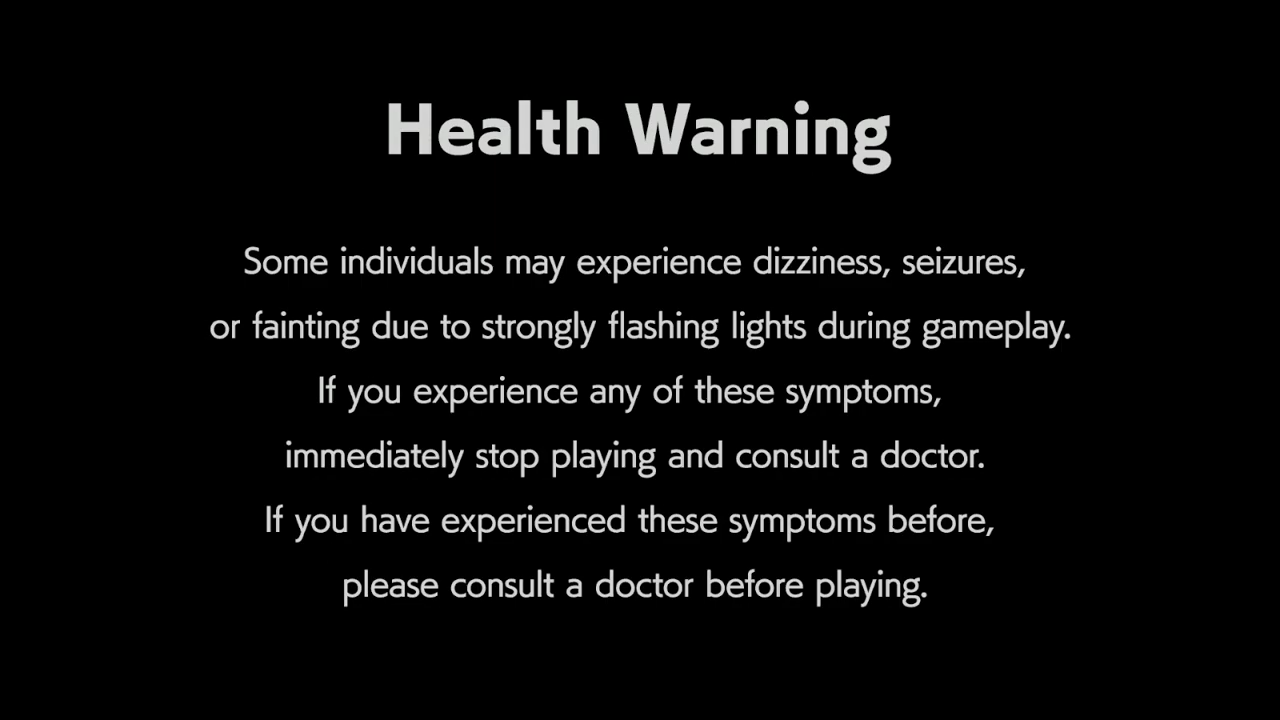 Health Warning
Some individuals may experience dizziness, seizures,
or fainting due to strongly flashing lights during gameplay.
If you experience any of these symptoms,
immediately stop playing and consult a doctor.
If you have experienced these symptoms before,
please consult a doctor before playing.